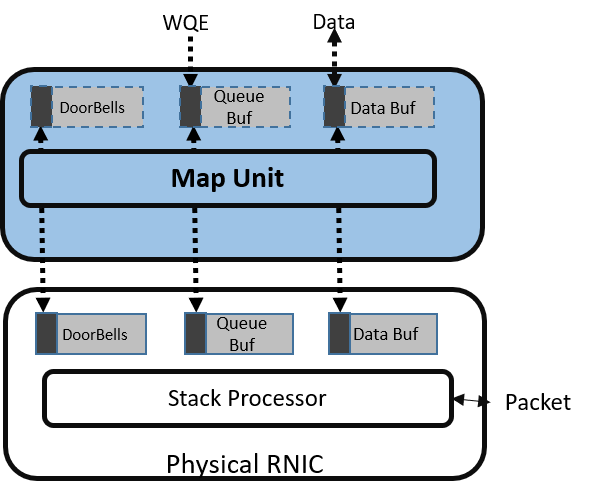 WQE
Data
DoorBells
Queue
Buf
Data Buf
Map Unit
DoorBells
Queue
Buf
Data Buf
Stack Processor
Packet
Physical RNIC